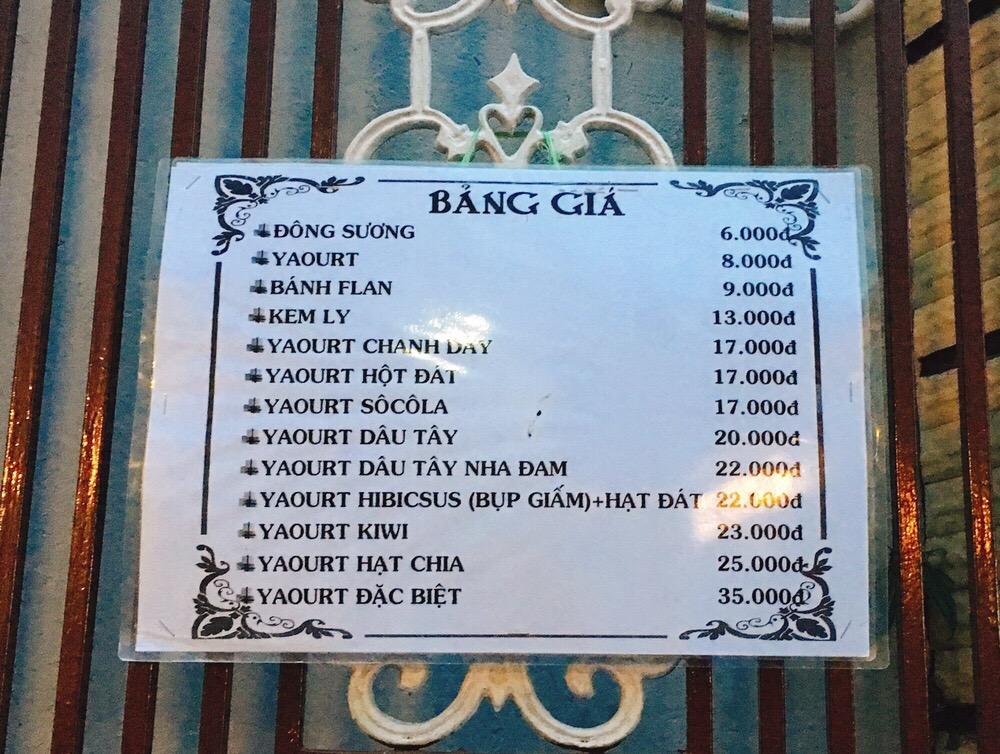 BẢNG GIÁ
ĐÔNG SƯƠNG 6.000đ
YAOURT 8.000đ
BÁNH FLAN 9.000đ
KEM LY 13.000đ
YAOURT CHANH DÂY 17.000đ
YAOURT HỘT ĐÁT 17.000đ
YAOURT SÔCÔLA 17.000đ
YAOURT DÂU TÂY 20.000đ
YAOURT DÂU TÂY NHA ĐAM 22.000đ
YAOURT HIBICSUS (BỤP GIẤM)+HẠT ĐÁT 22.000đ
YAOURT KIWI 23.000đ
YAOURT HẠT CHIA 25.000đ
YAOURT ĐẶC BIỆT 35.000đ